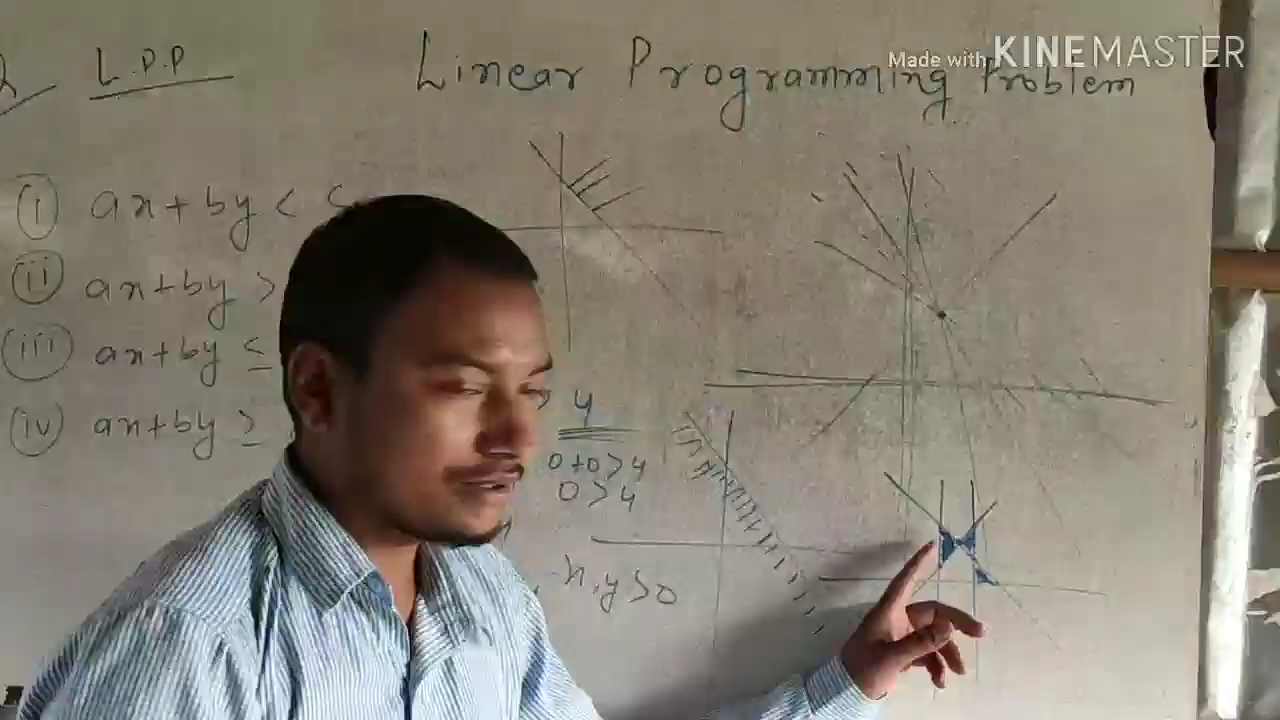 L.P.P
Linear Programming Problem
Made with KINEMASTER
(i) ax + by < c
(ii) ax + by >
(iii) ax + by ≤
(iv) ax + by ≥
> 4
0 + 0 > 4
0 > 4
x, y > 0